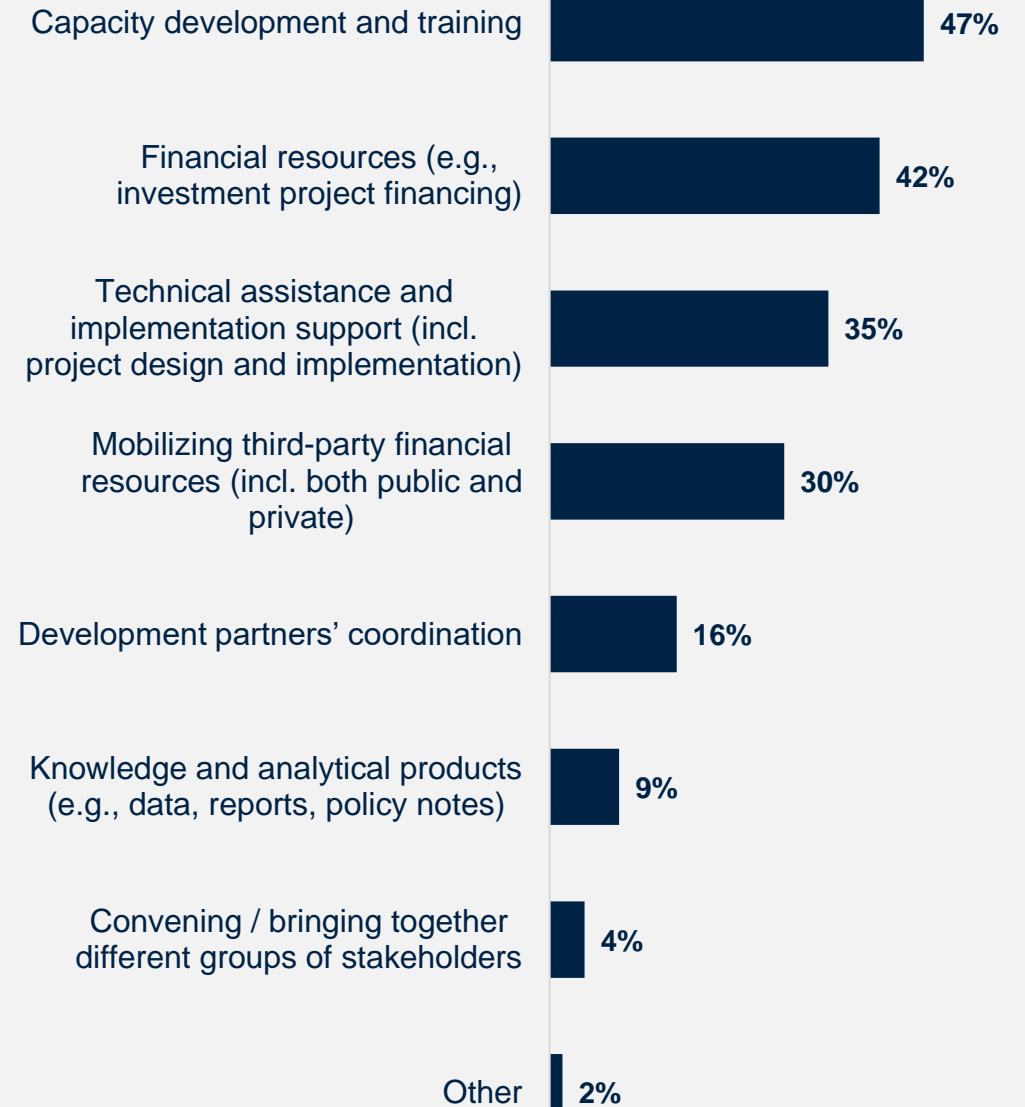 Capacity development and training 47%
Financial resources (e.g.,
investment project financing) 42%
Technical assistance and
implementation support (incl. 35%
project design and implementation)
Mobilizing third-party financial
resources (incl. both public and 30%
private)
Development partners’ coordination 16%
Knowledge and analytical products
(e.g., data, reports, policy notes) 9%
Convening / bringing together
different groups of stakeholders 4%
Other 2%